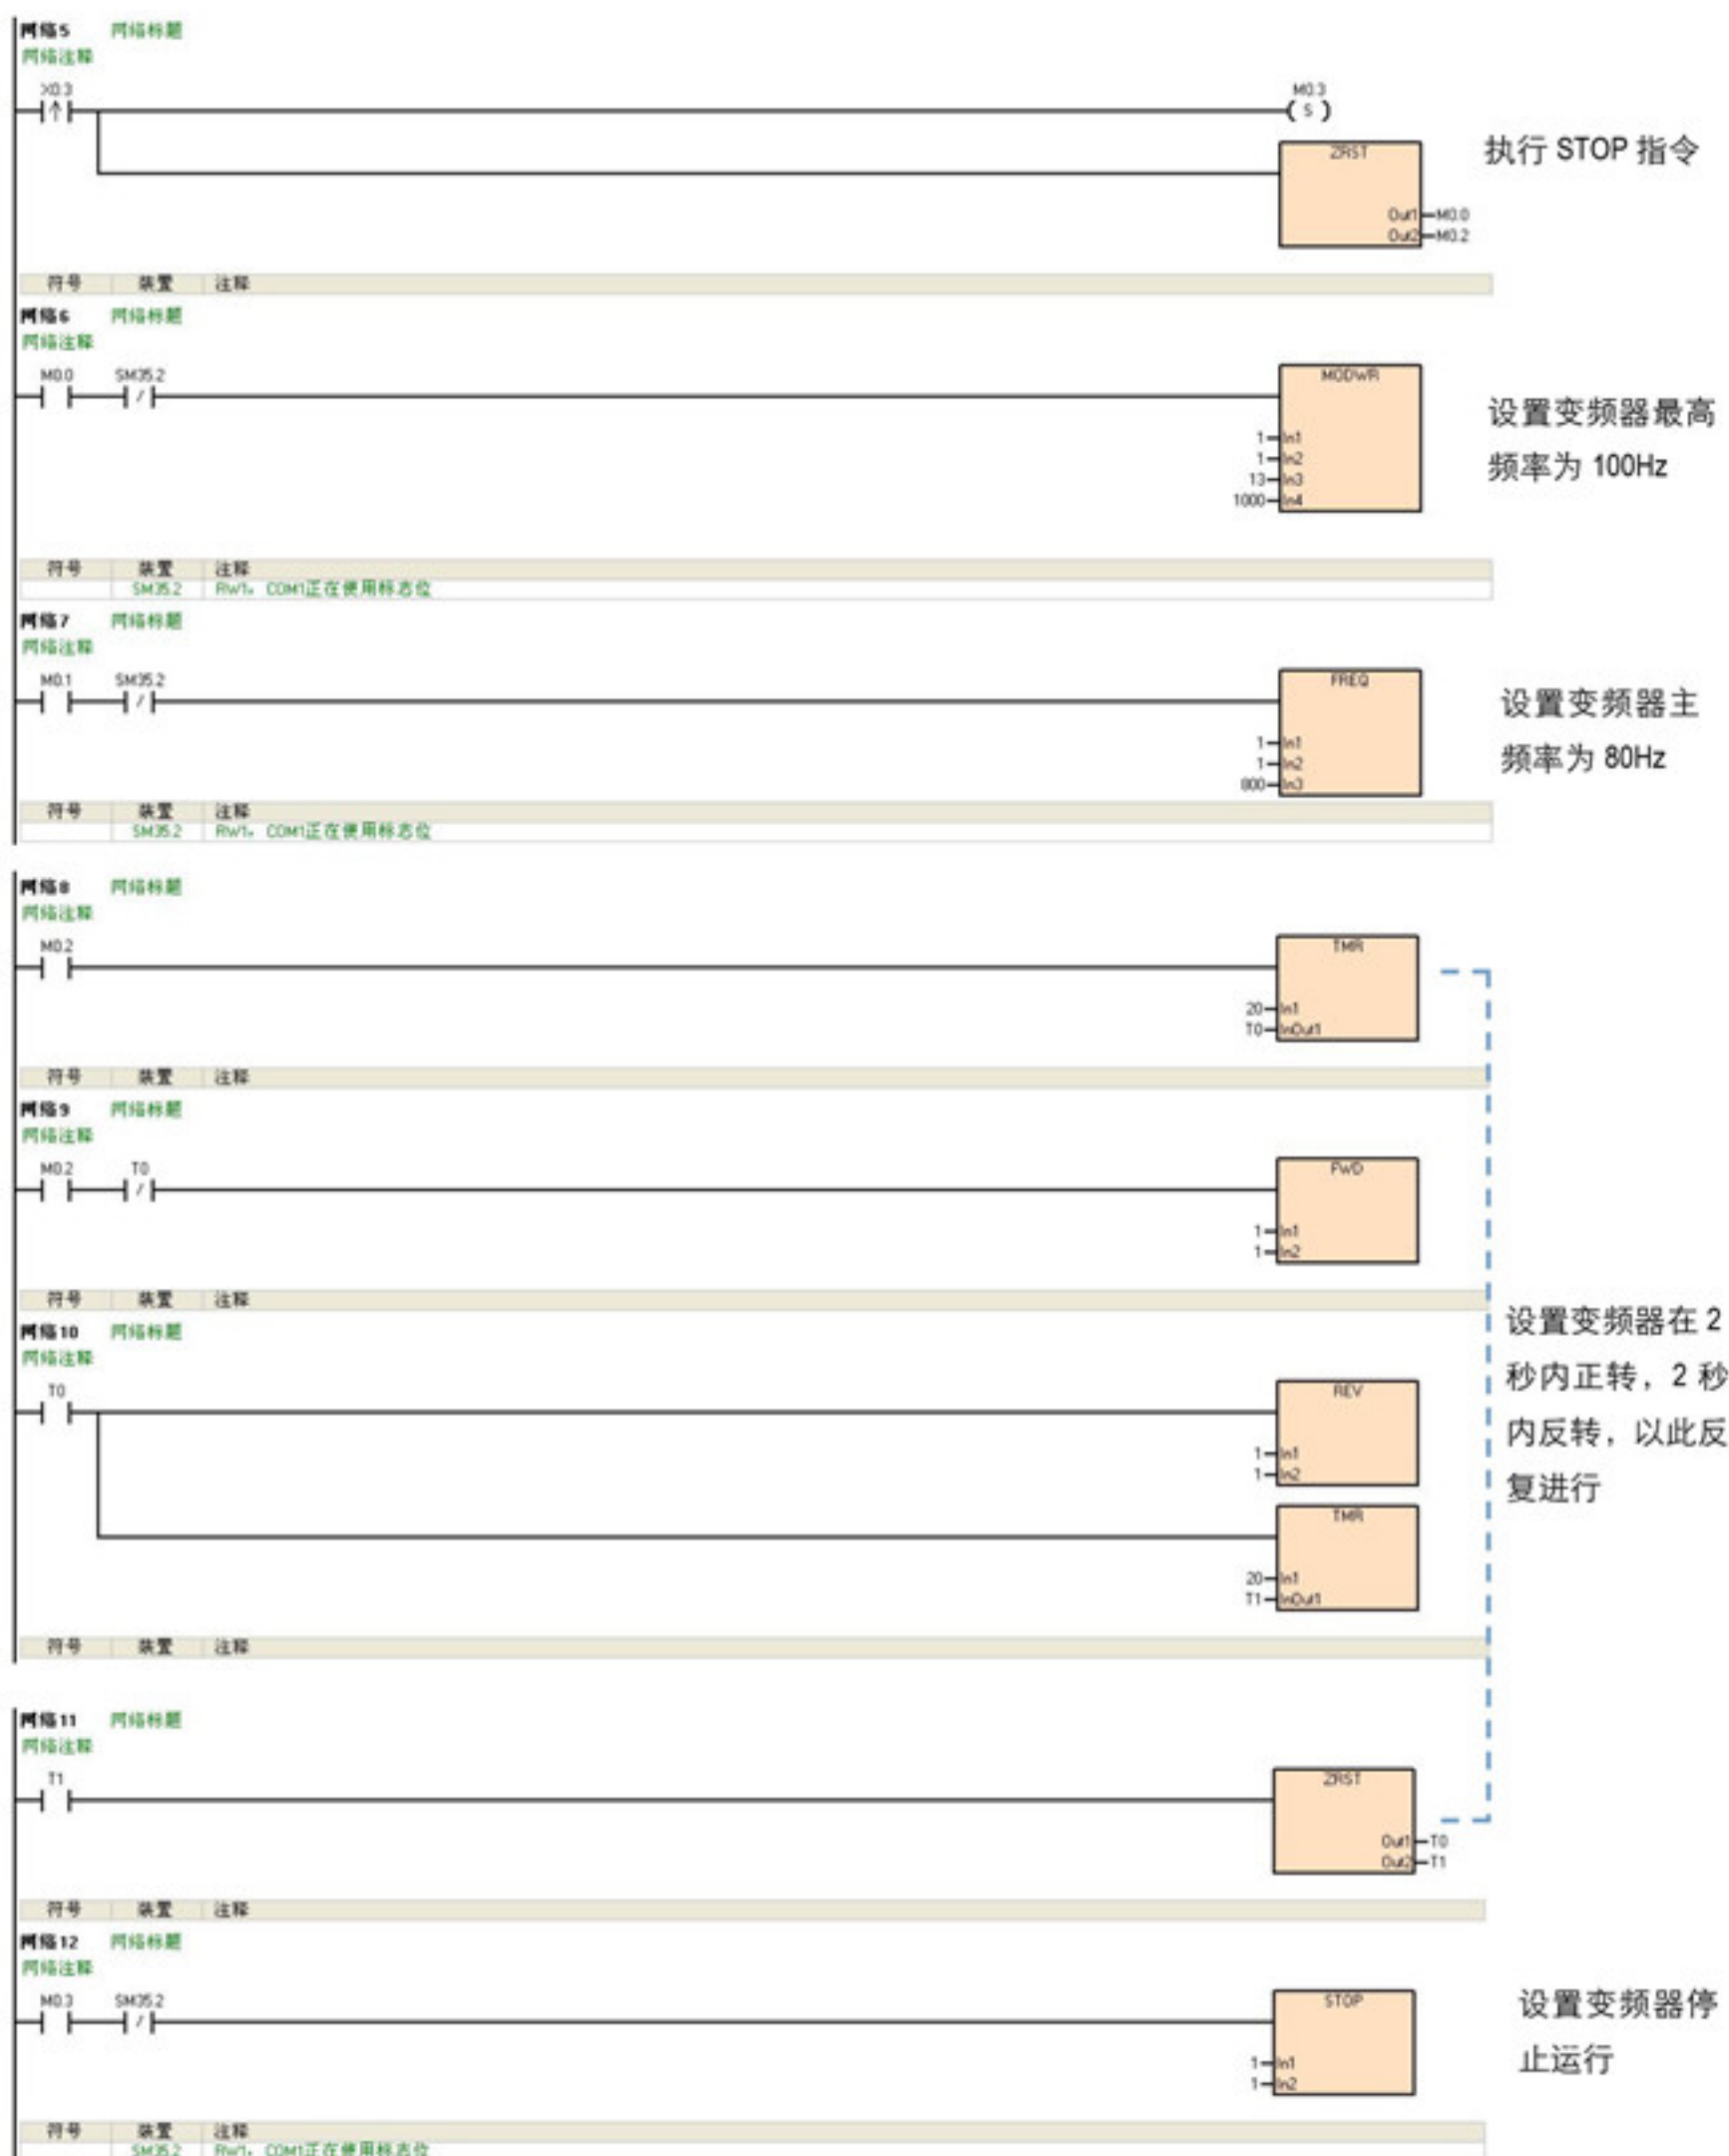 网络5 网络标题
网络注释
X0.3
M0.3
S
执行 STOP 指令
ZRST
Out1 M0.0
Out2 M0.2
符号 装置 注释
网络6 网络标题
网络注释
M0.0 SM35.2
MODWR
设置变频器最高
频率为 100Hz
1 In1
1 In2
13 In3
1000 In4
符号 装置 注释
SM35.2 RW1，COM1正在使用标志位
网络7 网络标题
网络注释
M0.1 SM35.2
FREQ
设置变频器主
频率为 80Hz
1 In1
1 In2
800 In3
符号 装置 注释
SM35.2 RW1，COM1正在使用标志位
网络8 网络标题
网络注释
M0.2
TMR
20 In1
T0 InOut1
符号 装置 注释
网络9 网络标题
网络注释
M0.2 T0
FWD
1 In1
1 In2
符号 装置 注释
网络10 网络标题
网络注释
T0
REV
1 In1
1 In2
TMR
20 In1
T1 InOut1
设置变频器在 2
秒内正转，2 秒
内反转，以此反
复进行
符号 装置 注释
网络11 网络标题
网络注释
T1
ZRST
Out1 T0
Out2 T1
符号 装置 注释
网络12 网络标题
网络注释
M0.3 SM35.2
STOP
设置变频器停
止运行
1 In1
1 In2
符号 装置 注释
SM35.2 RW1，COM1正在使用标志位